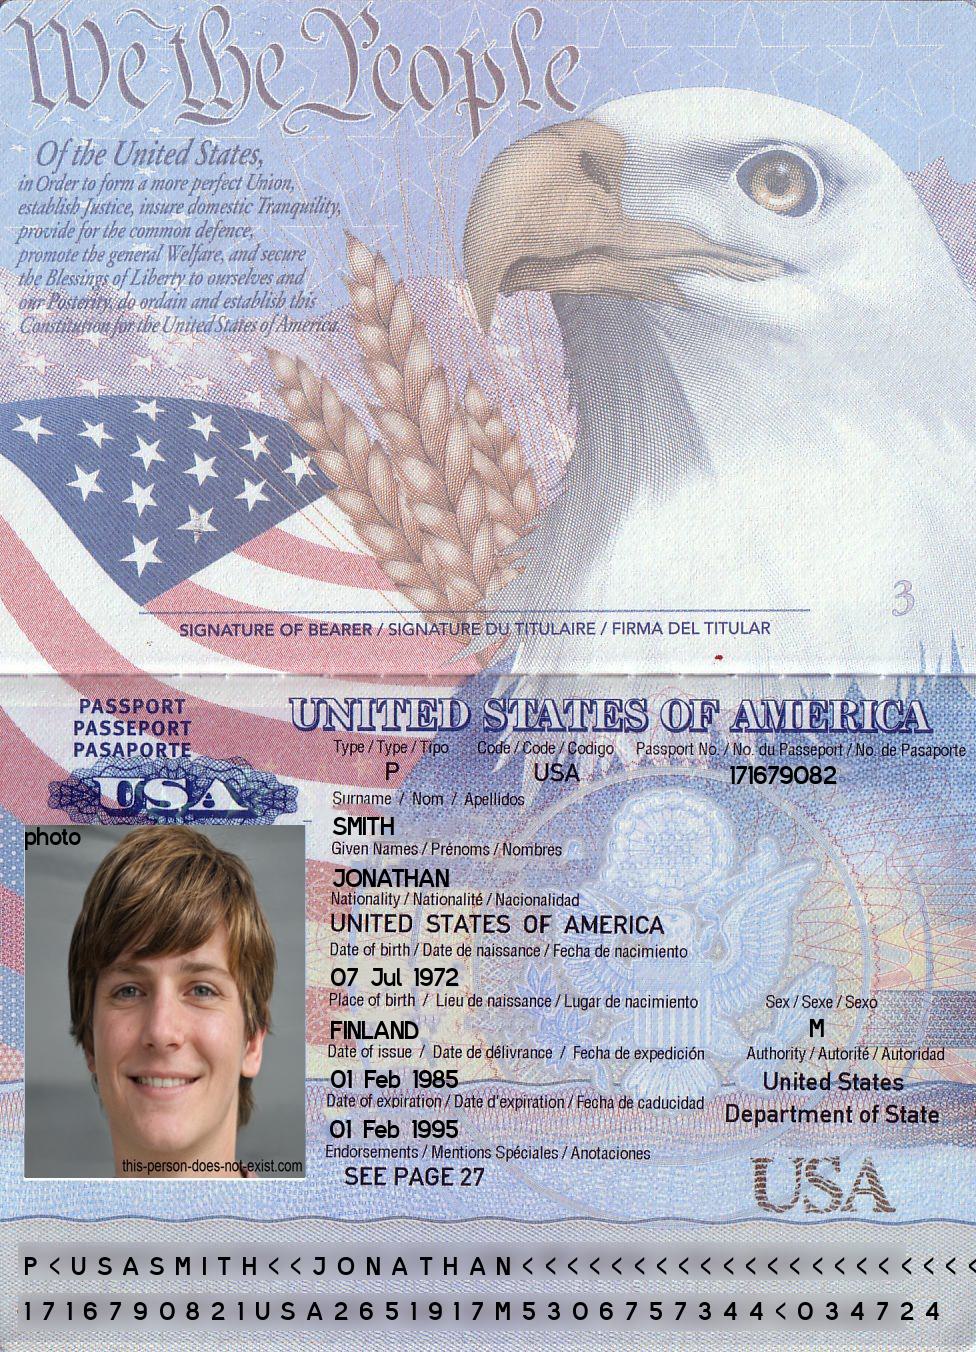 We the People
Of the United States,
in Order to form a more perfect Union,
establish Justice, insure domestic Tranquility,
provide for the common defence,
promote the general Welfare, and secure
the Blessings of Liberty to ourselves and
our Posterity, do ordain and establish this
Constitution for the United States of America.
3
SIGNATURE OF BEARER / SIGNATURE DU TITULAIRE / FIRMA DEL TITULAR
PASSPORT
PASSEPORT
PASAPORTE
USA
UNITED STATES OF AMERICA
Type / Type / Tipo Code / Code / Codigo Passport No. / No. du Passeport / No. de Pasaporte
P USA 171679082
Surname / Nom / Apellidos
SMITH
Given Names / Prénoms / Nombres
JONATHAN
Nationality / Nationalité / Nacionalidad
UNITED STATES OF AMERICA
Date of birth / Date de naissance / Fecha de nacimiento
07 Jul 1972
Place of birth / Lieu de naissance / Lugar de nacimiento Sex / Sexe / Sexo
FINLAND M
Date of issue / Date de délivrance / Fecha de expedición Authority / Autorité / Autoridad
01 Feb 1985 United States
Date of expiration / Date d'expiration / Fecha de caducidad Department of State
01 Feb 1995
Endorsements / Mentions Spéciales / Anotaciones
SEE PAGE 27
USA
photo
this-person-does-not-exist.com
P<USASMITH<<JONATHAN<<<<<<<<<<<<<<<<<<<
1716790821USA2651917M5306757344<034724